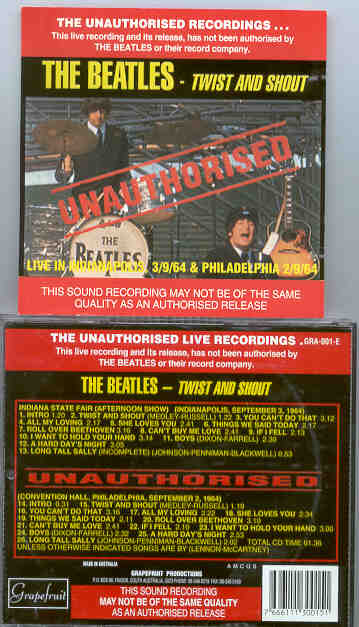 THE UNAUTHORISED RECORDINGS ...
This live recording and its release, has not been authorised by
THE BEATLES or their record company.
THE BEATLES - TWIST AND SHOUT
UNAUTHORISED
THE
BEATLES
LIVE IN INDIANAPOLIS, 3/9/64 & PHILADELPHIA 2/9/64
THIS SOUND RECORDING MAY NOT BE OF THE SAME
QUALITY AS AN AUTHORISED RELEASE
THE UNAUTHORISED LIVE RECORDINGS GRA-001-E
This recording and its release, has not been authorised by
THE BEATLES or their record company
THE BEATLES - TWIST AND SHOUT
INDIANA STATE FAIR (AFTERNOON SHOW) (INDIANAPOLIS, SEPTEMBER 3, 1964)
1. INTRO 1.20 2. TWIST AND SHOUT (MEDLEY-RUSSELL) 1.22 3. YOU CAN'T DO THAT 3.12
4. ALL MY LOVING 2.17 5. SHE LOVES YOU 2.41 6. THINGS WE SAID TODAY 2.17
7. ROLL OVER BEETHOVEN 3.16 8. CAN'T BUY ME LOVE 2.41 9. IF I FELL 2.13
10. I WANT TO HOLD YOUR HAND 3.14 11. BOYS (DIXON-FARRELL) 2.30
12. A HARD DAY'S NIGHT 3.05
13. LONG TALL SALLY (INCOMPLETE) (JOHNSON-PENNIMAN-BLACKWELL) 0.53
UNAUTHORISED
(CONVENTION HALL, PHILADELPHIA, SEPTEMBER 2, 1964)
14. INTRO. 0.31 15. TWIST AND SHOUT (MEDLEY-RUSSELL) 1.19
16. YOU CAN'T DO THAT 3.16 17. ALL MY LOVING 2.22 18. SHE LOVES YOU 2.34
19. THINGS WE SAID TODAY 2.11 20. ROLL OVER BEETHOVEN 3.10
21. CAN'T BUY ME LOVE 2.41 22. IF I FELL 2.10 23. I WANT TO HOLD YOUR HAND 3.00
24. BOYS (DIXON-FARRELL) 2.32 25. A HARD DAY'S NIGHT 2.53
26. LONG TALL SALLY (JOHNSON-PENNIMAN-BLACKWELL) 2.02 TOTAL CD TIME 61.36
UNLESS OTHERWISE INDICATED SONGS ARE BY (LENNON-McCARTNEY)
MADE IN AUSTRALIA
AMCOS
GRAPEFRUIT PRODUCTIONS
Grapefruit
THIS SOUND RECORDING
MAY NOT BE OF THE SAME QUALITY
AS AN AUTHORISED RELEASE
7 666111 300151